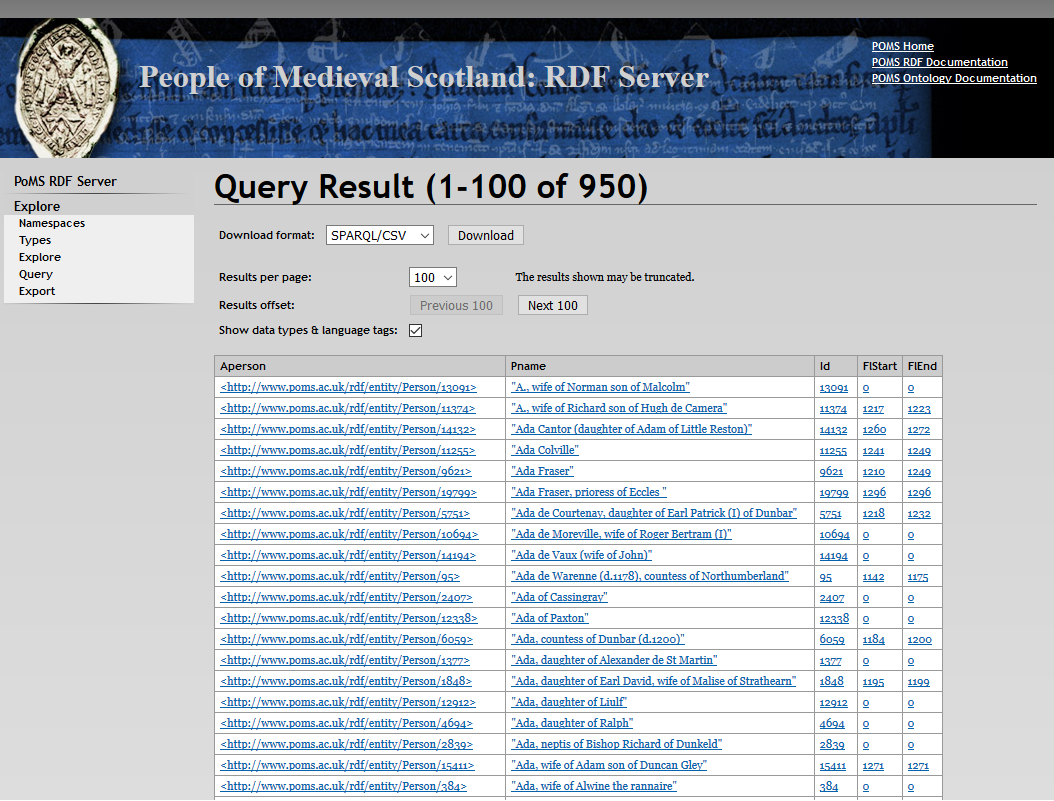 People of Medieval Scotland: RDF Server
POMS Home
POMS RDF Documentation
POMS Ontology Documentation
PoMS RDF Server
Explore
Namespaces
Types
Explore
Query
Export
Query Result (1-100 of 950)
Download format: SPARQL/CSV Download
Results per page: 100 The results shown may be truncated.
Results offset: Previous 100 Next 100
Show data types & language tags:
Aperson Pname Id FlStart FlEnd
<http://www.poms.ac.uk/rdf/entity/Person/13091> "A., wife of Norman son of Malcolm" 13091 0 0
<http://www.poms.ac.uk/rdf/entity/Person/11374> "A., wife of Richard son of Hugh de Camera" 11374 1217 1223
<http://www.poms.ac.uk/rdf/entity/Person/14132> "Ada Cantor (daughter of Adam of Little Reston)" 14132 1260 1272
<http://www.poms.ac.uk/rdf/entity/Person/11255> "Ada Colville" 11255 1241 1249
<http://www.poms.ac.uk/rdf/entity/Person/9621> "Ada Fraser" 9621 1210 1249
<http://www.poms.ac.uk/rdf/entity/Person/19799> "Ada Fraser, prioress of Eccles " 19799 1296 1296
<http://www.poms.ac.uk/rdf/entity/Person/5751> "Ada de Courtenay, daughter of Earl Patrick (I) of Dunbar" 5751 1218 1232
<http://www.poms.ac.uk/rdf/entity/Person/10694> "Ada de Moreville, wife of Roger Bertram (I)" 10694 0 0
<http://www.poms.ac.uk/rdf/entity/Person/14194> "Ada de Vaux (wife of John)" 14194 0 0
<http://www.poms.ac.uk/rdf/entity/Person/95> "Ada de Warenne (d.1178), countess of Northumberland" 95 1142 1175
<http://www.poms.ac.uk/rdf/entity/Person/2407> "Ada of Cassingray" 2407 0 0
<http://www.poms.ac.uk/rdf/entity/Person/12338> "Ada of Paxton" 12338 0 0
<http://www.poms.ac.uk/rdf/entity/Person/6059> "Ada, countess of Dunbar (d.1200)" 6059 1184 1200
<http://www.poms.ac.uk/rdf/entity/Person/1377> "Ada, daughter of Alexander de St Martin" 1377 0 0
<http://www.poms.ac.uk/rdf/entity/Person/1848> "Ada, daughter of Earl David, wife of Malise of Strathearn" 1848 1195 1199
<http://www.poms.ac.uk/rdf/entity/Person/12912> "Ada, daughter of Liulf" 12912 0 0
<http://www.poms.ac.uk/rdf/entity/Person/4694> "Ada, daughter of Ralph" 4694 0 0
<http://www.poms.ac.uk/rdf/entity/Person/2839> "Ada, neptis of Bishop Richard of Dunkeld" 2839 0 0
<http://www.poms.ac.uk/rdf/entity/Person/15411> "Ada, wife of Adam son of Duncan Gley" 15411 1271 1271
<http://www.poms.ac.uk/rdf/entity/Person/384> "Ada, wife of Alwine the rannaire" 384 0 0